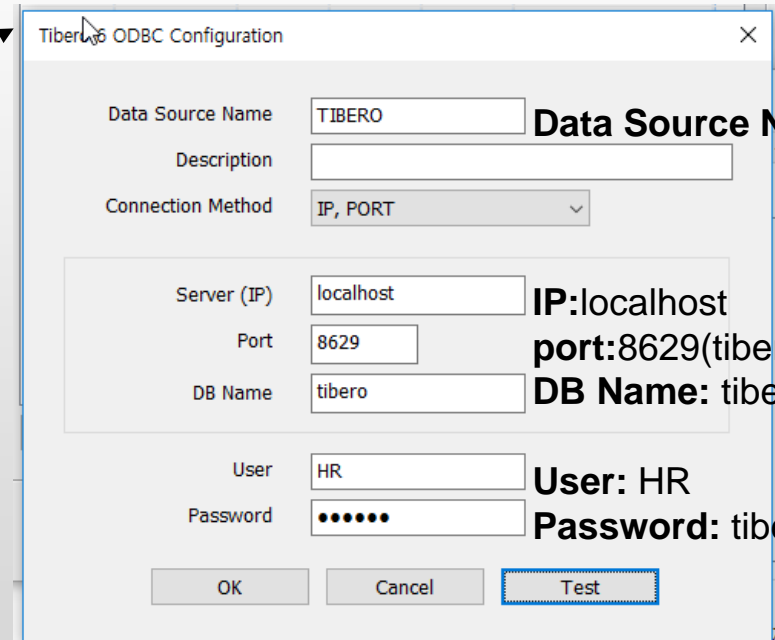 Tibero 6 ODBC Configuration
Data Source Name TIBERO Data Source
Description
Connection Method IP, PORT
Server (IP) localhost IP:localhost
Port 8629 port:8629(tibe
DB Name tibero DB Name: tibe
User HR User: HR
Password ●●●●●● Password: tib
OK Cancel Test